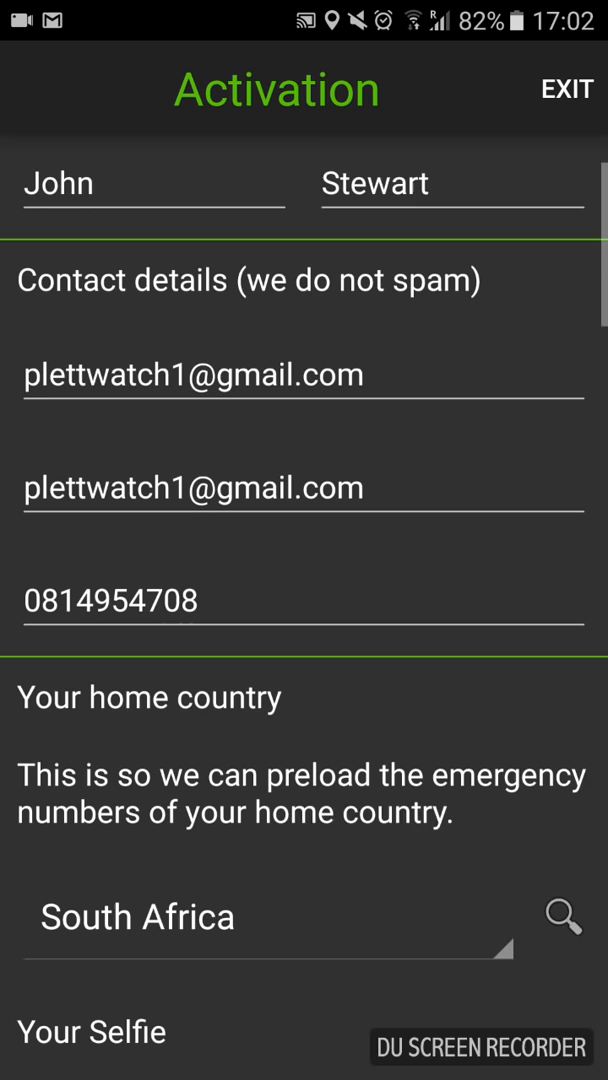 82% 17:02
Activation EXIT
John Stewart
Contact details (we do not spam)
plettwatch1@gmail.com
plettwatch1@gmail.com
0814954708
Your home country
This is so we can preload the emergency
numbers of your home country.
South Africa
Your Selfie
DU SCREEN RECORDER